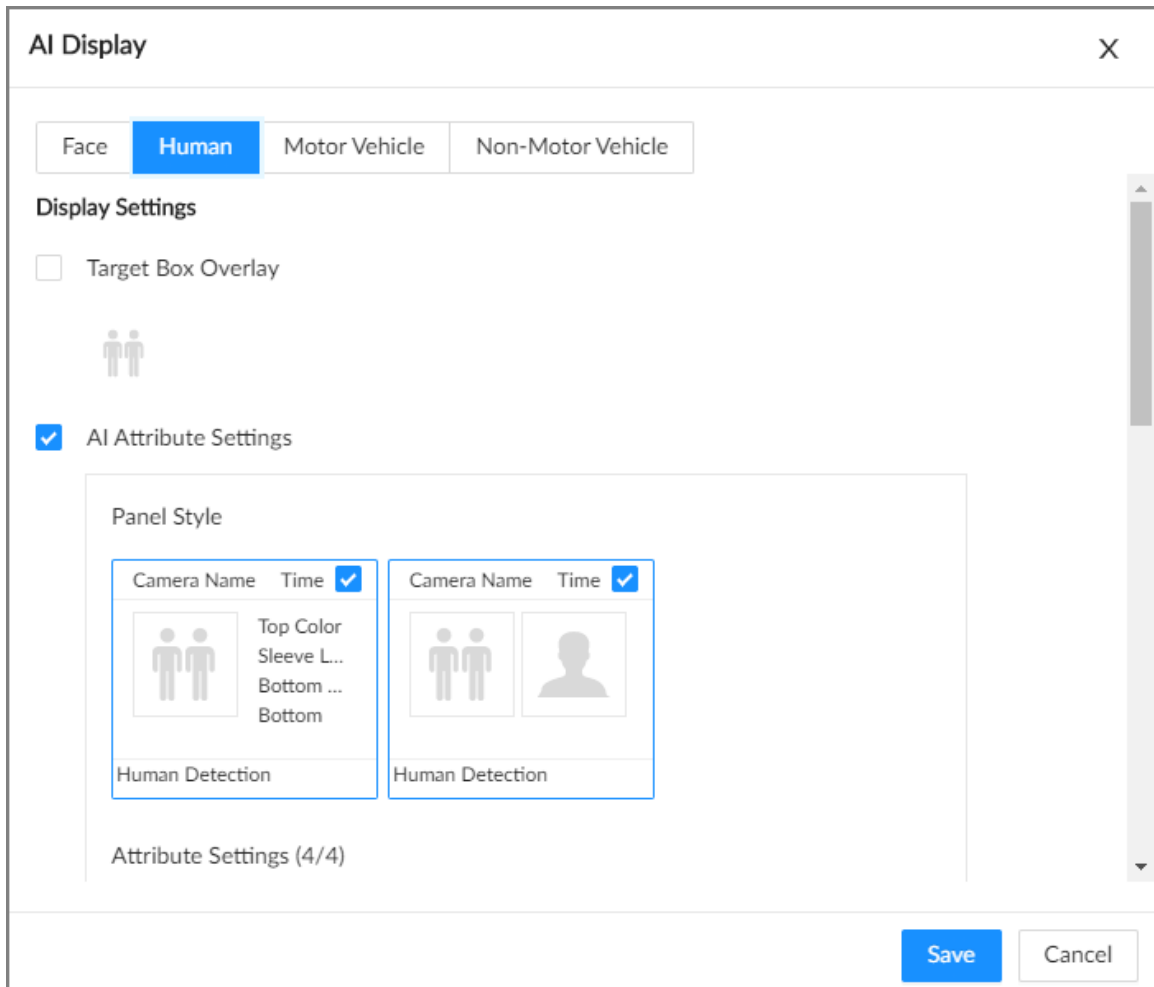 AI Display X
Face Human Motor Vehicle Non-Motor Vehicle
Display Settings
Target Box Overlay
AI Attribute Settings
Panel Style
Camera Name Time
Top Color
Sleeve L...
Bottom ...
Bottom
Human Detection
Camera Name Time
Human Detection
Attribute Settings (4/4)
Save Cancel